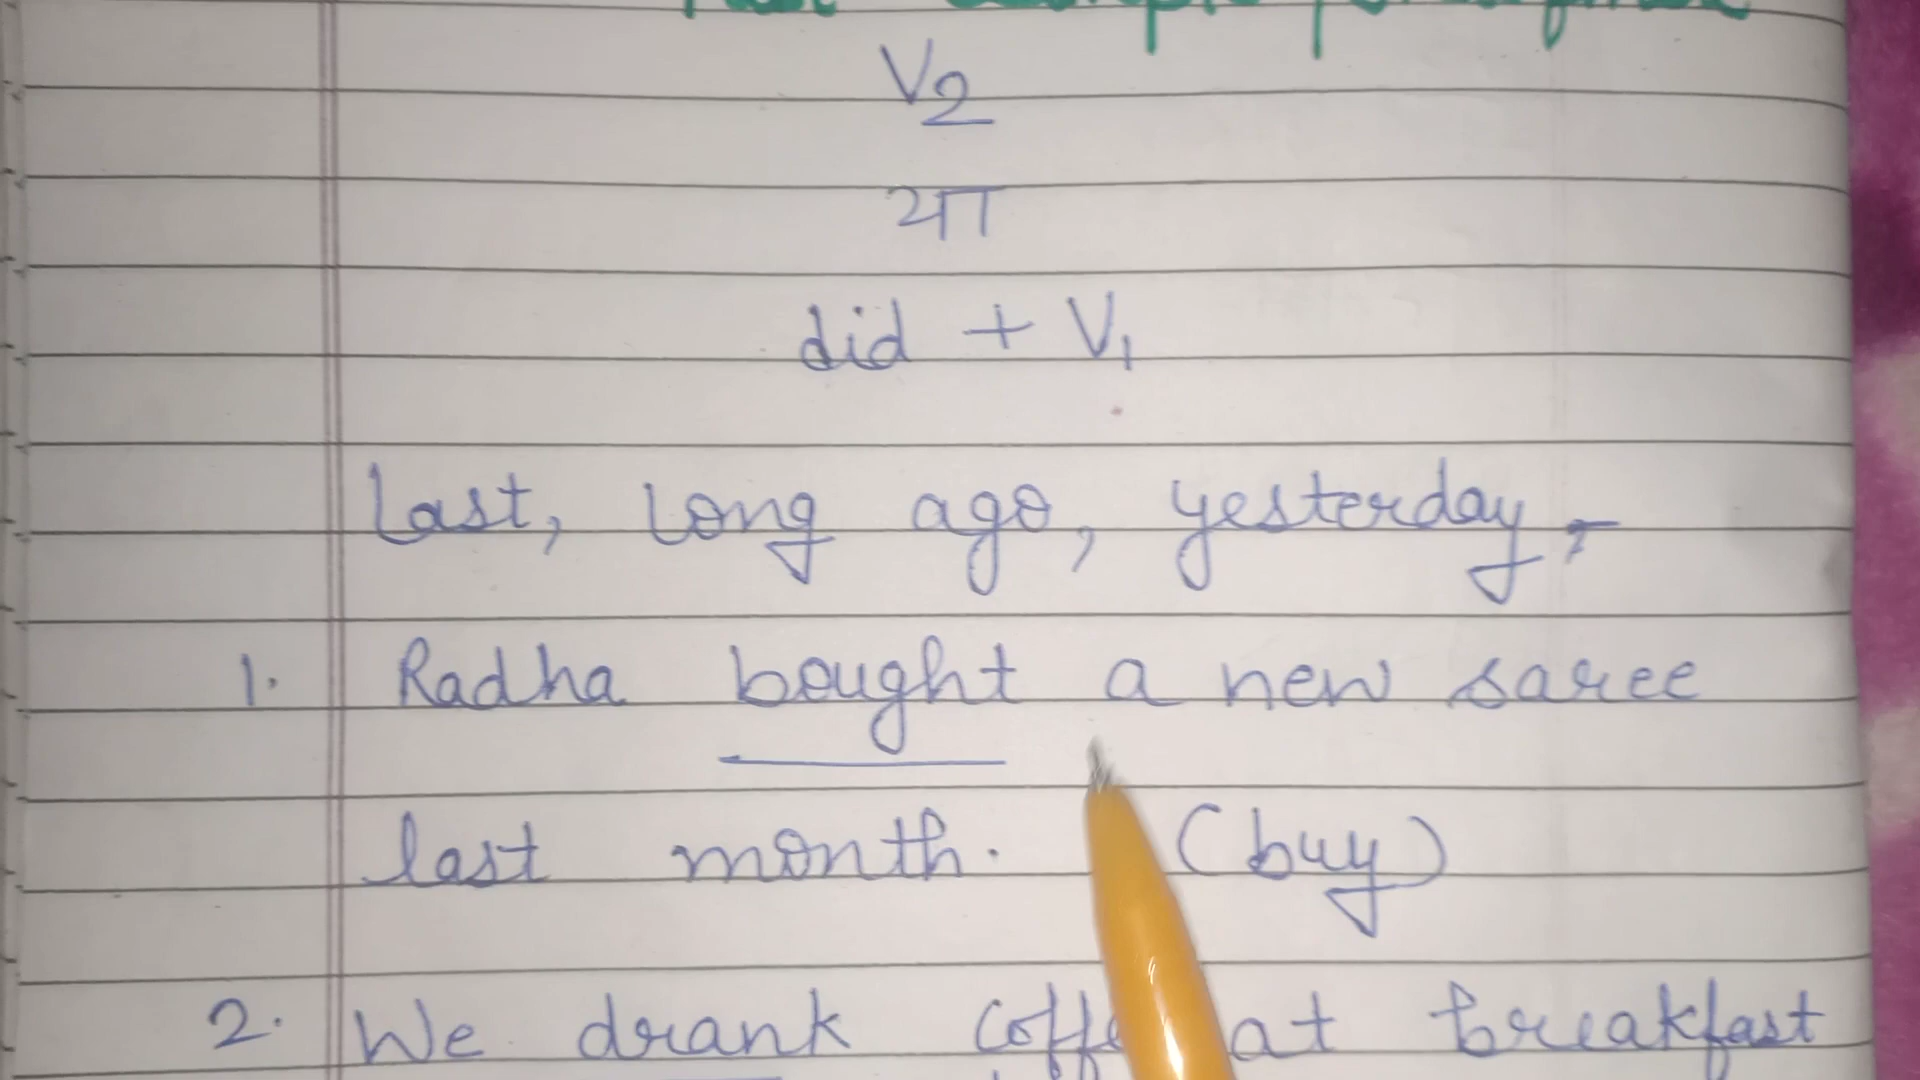 V2
या
did + V1
last, long ago, yesterday,
1. Radha bought a new saree
last month. (buy)
2. We drank at breakfast